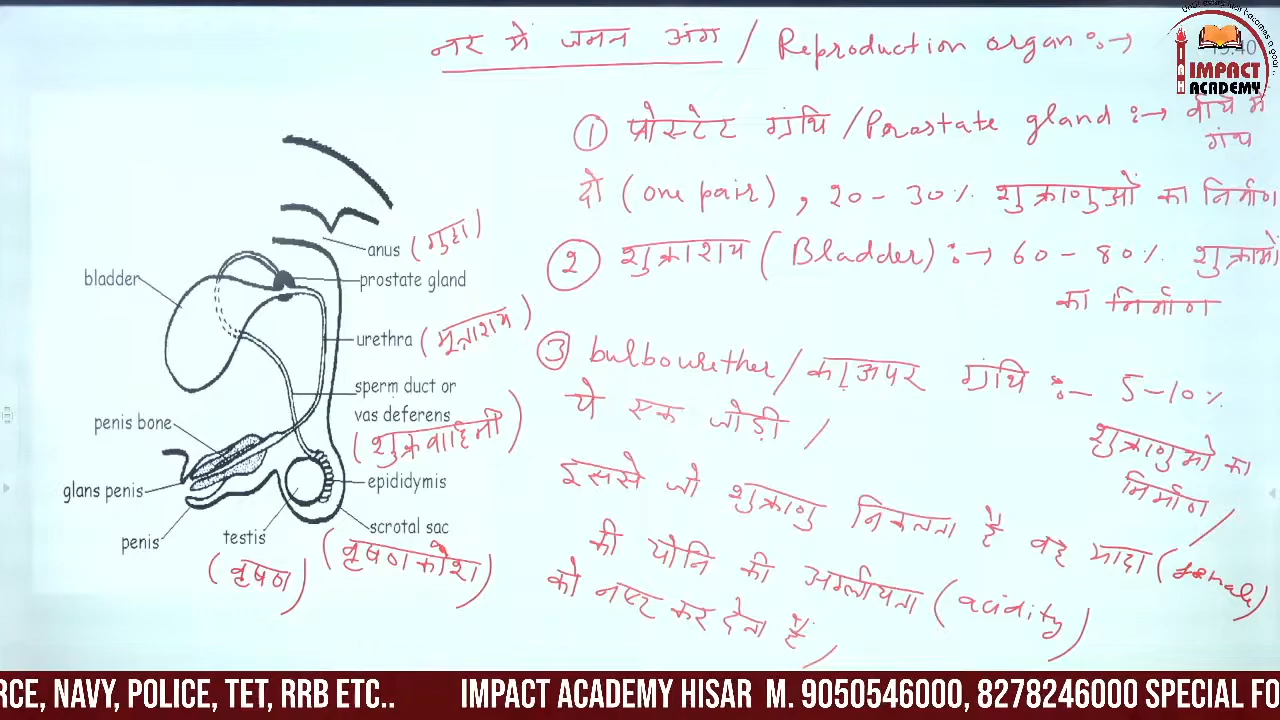 नर में जनन अंग / Reproduction organ :→
IMPACT
ACADEMY
① प्रोस्टेट ग्रंथि / Prostate gland :→ वीर्य में
गंध
दो (one pair) , 20 - 30% शुक्राणुओं का निर्माण
② शुक्राशय (Bladder) :→ 60 - 80% शुक्राणुओं
का निर्माण
③ bulbourether / काऊपर ग्रंथि :- 5-10%
ये एक जोड़ी /
शुक्राणुओ का
निर्माण /
इससे जो शुक्राणु निकलता है वह मादा (female)
की योनि की अम्लीयता (acidity)
को नष्ट कर देता है /
anus (गुदा)
bladder
prostate gland
urethra (मूत्राशय)
sperm duct or
vas deferens
(शुक्रवाहिनी)
penis bone
glans penis
epididymis
penis
testis
scrotal sac
(वृषण)
(वृषण कोश)
RCE, NAVY, POLICE, TET, RRB ETC.. IMPACT ACADEMY HISAR M. 9050546000, 8278246000 SPECIAL FO